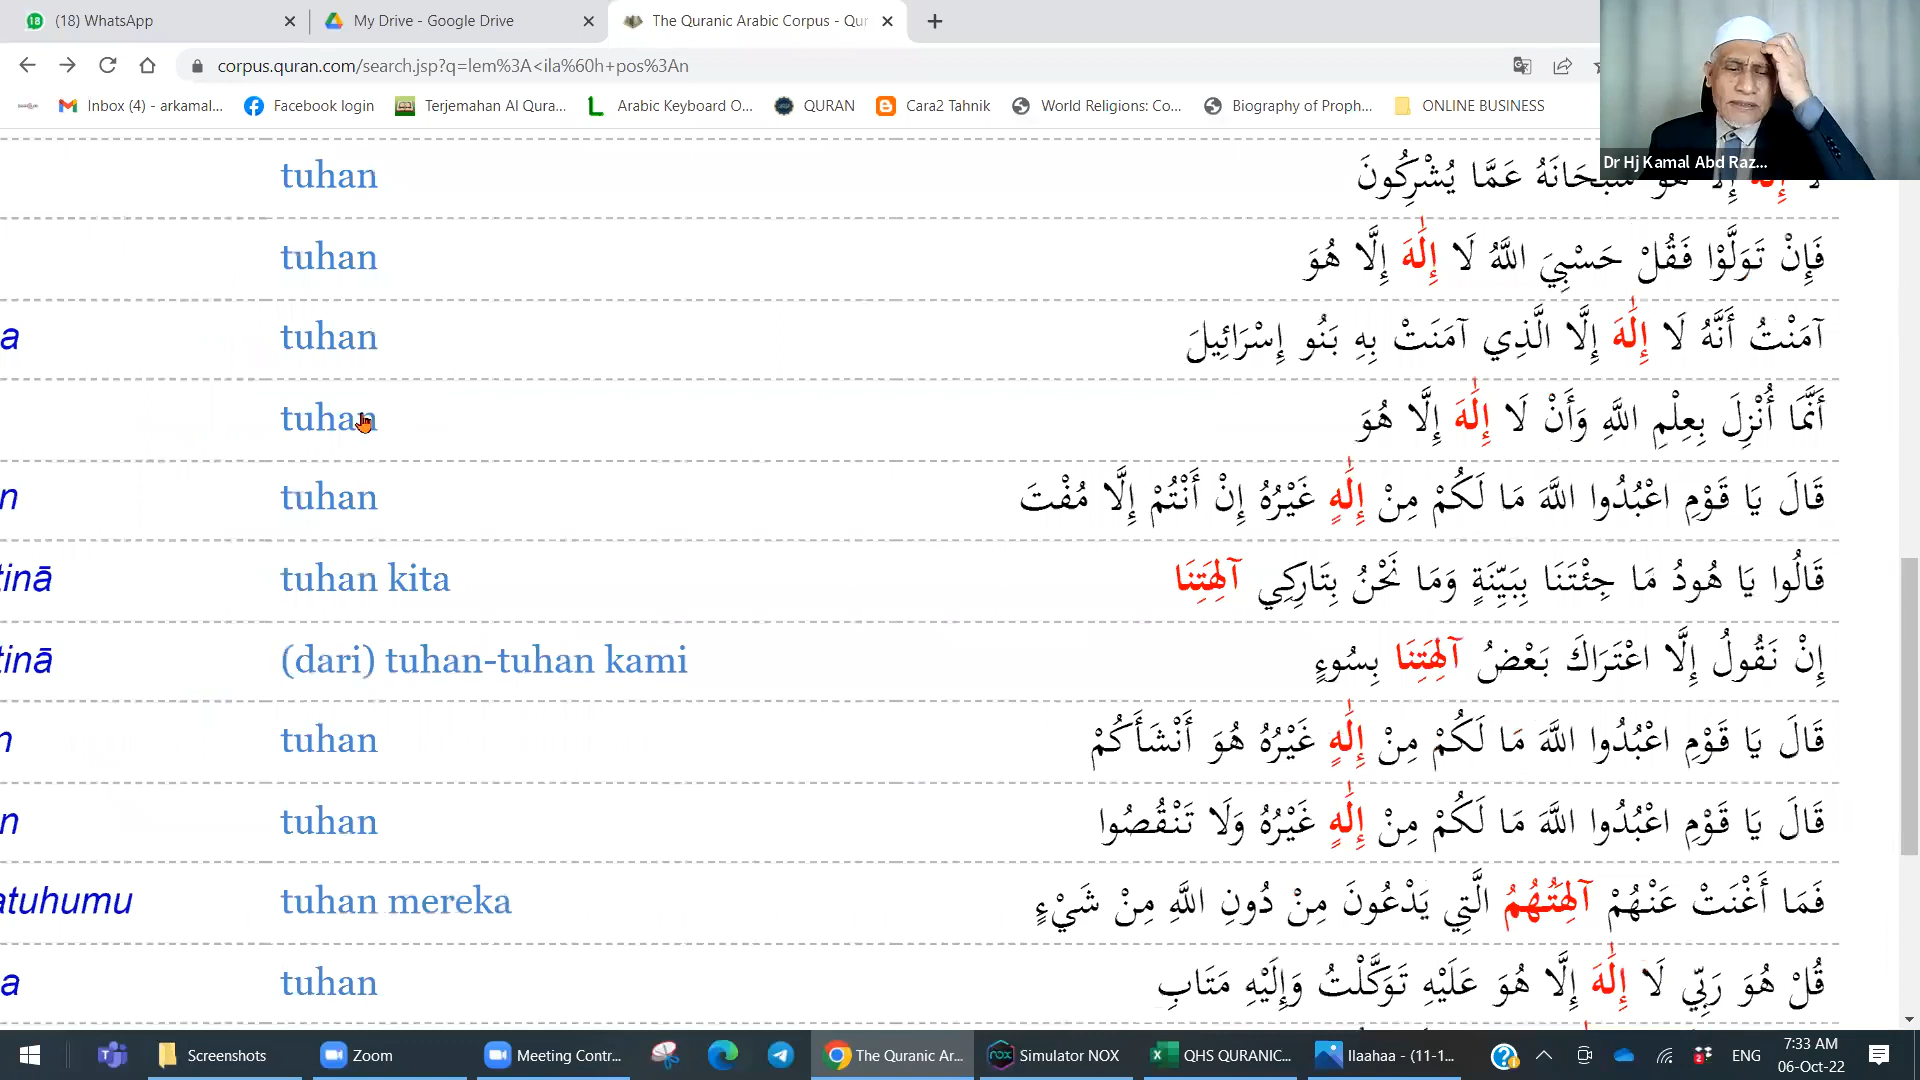 (18) WhatsApp
My Drive - Google Drive
The Quranic Arabic Corpus - Qur
corpus.quran.com/search.jsp?q=lem%3A<ila%60h+pos%3An
Inbox (4) - arkamal...
Facebook login
Terjemahan Al Qura...
Arabic Keyboard O...
QURAN
Cara2 Tahnik
World Religions: Co...
Biography of Proph...
ONLINE BUSINESS
Dr Hj Kamal Abd Raz...
tuhan
لَا إِلَٰهَ إِلَّا هُوَ سُبْحَانَهُ عَمَّا يُشْرِكُونَ
tuhan
فَإِنْ تَوَلَّوْا فَقُلْ حَسْبِيَ اللَّهُ لَا إِلَٰهَ إِلَّا هُوَ
a
tuhan
آمَنْتُ أَنَّهُ لَا إِلَٰهَ إِلَّا الَّذِي آمَنَتْ بِهِ بَنُو إِسْرَائِيلَ
tuhan
أَنَّمَا أُنْزِلَ بِعِلْمِ اللَّهِ وَأَنْ لَا إِلَٰهَ إِلَّا هُوَ
n
tuhan
قَالَ يَا قَوْمِ اعْبُدُوا اللَّهَ مَا لَكُمْ مِنْ إِلَٰهٍ غَيْرُهُ إِنْ أَنْتُمْ إِلَّا مُفْتَ
tinā
tuhan kita
قَالُوا يَا هُودُ مَا جِئْتَنَا بِبَيِّنَةٍ وَمَا نَحْنُ بِتَارِكِي آلِهَتِنَا
tinā
(dari) tuhan-tuhan kami
إِنْ نَقُولُ إِلَّا اعْتَرَاكَ بَعْضُ آلِهَتِنَا بِسُوءٍ
n
tuhan
قَالَ يَا قَوْمِ اعْبُدُوا اللَّهَ مَا لَكُمْ مِنْ إِلَٰهٍ غَيْرُهُ هُوَ أَنْشَأَكُمْ
n
tuhan
قَالَ يَا قَوْمِ اعْبُدُوا اللَّهَ مَا لَكُمْ مِنْ إِلَٰهٍ غَيْرُهُ وَلَا تَنْقُصُوا
atuhumu
tuhan mereka
فَمَا أَغْنَتْ عَنْهُمْ آلِهَتُهُمُ الَّتِي يَدْعُونَ مِنْ دُونِ اللَّهِ مِنْ شَيْءٍ
a
tuhan
قُلْ هُوَ رَبِّي لَا إِلَٰهَ إِلَّا هُوَ عَلَيْهِ تَوَكَّلْتُ وَإِلَيْهِ مَتَابِ
Screenshots
Zoom
Meeting Contr...
The Quranic Ar...
Simulator NOX
QHS QURANIC...
Ilaahaa - (11-1...
ENG
7:33 AM
06-Oct-22